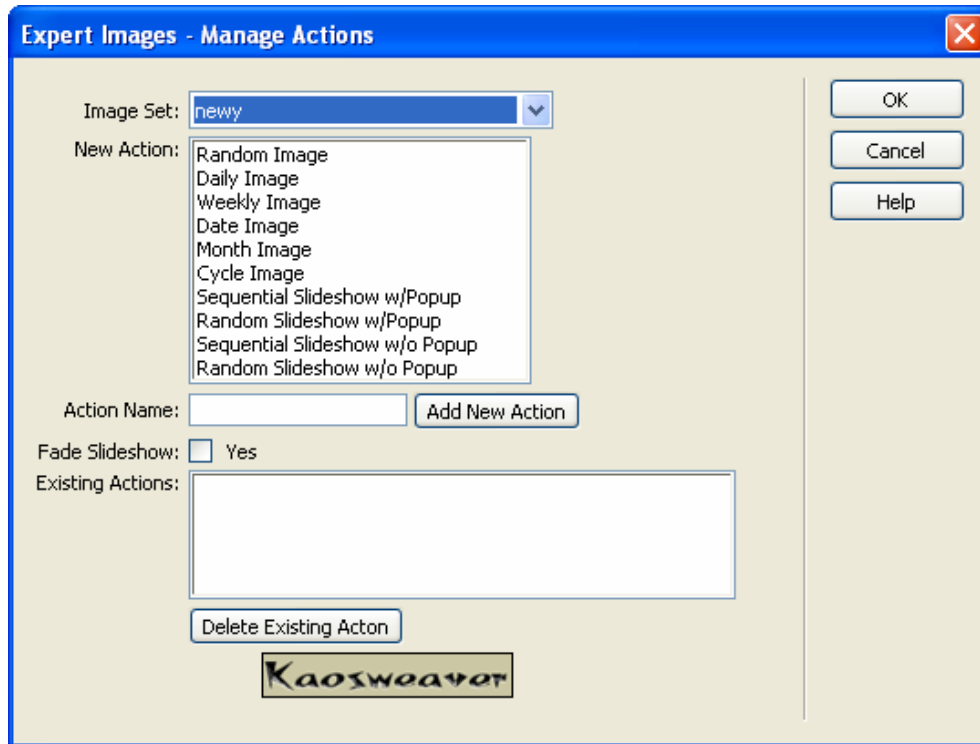 Expert Images - Manage Actions
Image Set: newy
OK
New Action:
Random Image
Daily Image
Weekly Image
Date Image
Month Image
Cycle Image
Sequential Slideshow w/Popup
Random Slideshow w/Popup
Sequential Slideshow w/o Popup
Random Slideshow w/o Popup
Cancel
Help
Action Name: Add New Action
Fade Slideshow: Yes
Existing Actions:
Delete Existing Acton
Kaosweaver